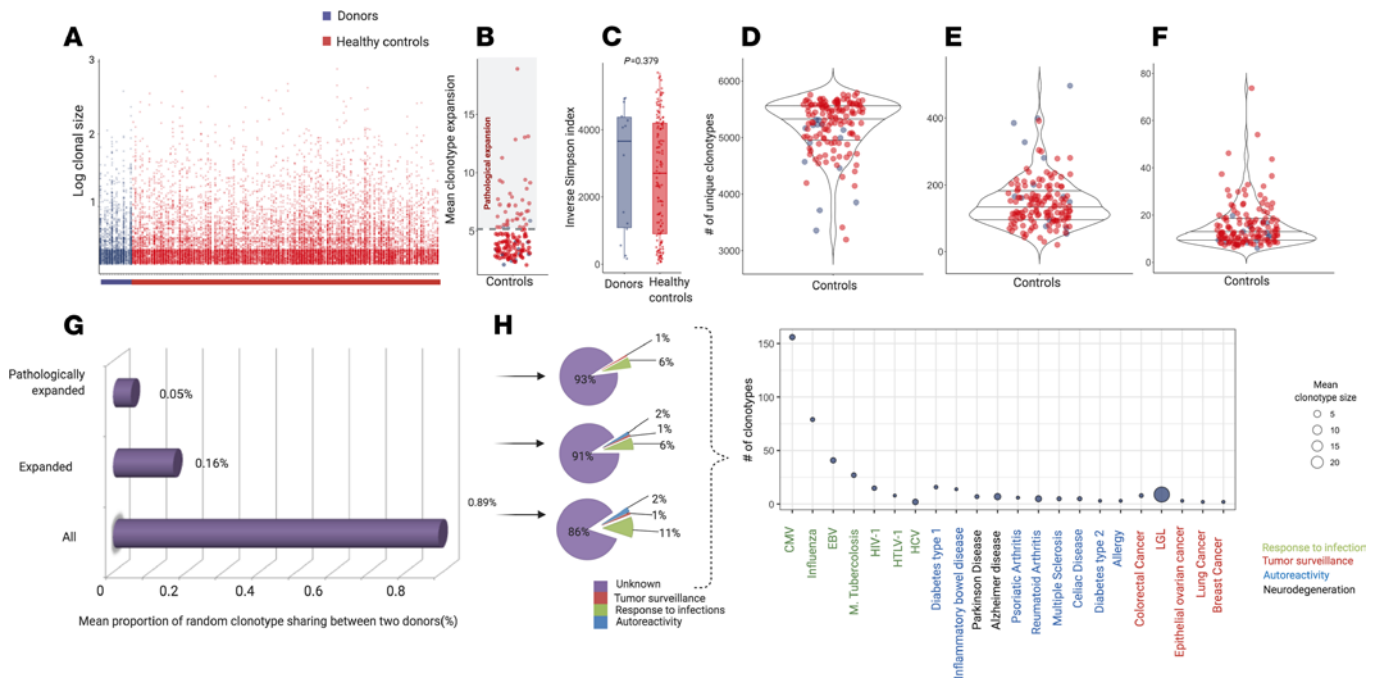 Donors
Healthy controls
A
B
C
D
E
F
Log clonal size
3
2
1
Mean clonotype expansion
Pathological expansion
15
10
5
Controls
P=0.379
Inverse Simpson index
4000
2000
0
Donors
Healthy
controls
# of unique clonotypes
6000
5000
4000
3000
Controls
400
200
0
Controls
80
60
40
20
0
Controls
G
Pathologically
expanded
Expanded
All
0.05%
0.16%
0.89%
0
0.2
0.4
0.6
0.8
Mean proportion of random clonotype sharing between two donors(%)
H
93%
1%
6%
91%
2%
1%
6%
86%
2%
1%
11%
Unknown
Tumor surveillance
Response to infections
Autoreactivity
# of clonotypes
150
100
50
0
CMV
Influenza
EBV
M. Tubercolosis
HIV-1
HTLV-1
HCV
Diabetes type 1
Inflammatory bowel disease
Parkinson Disease
Alzheimer disease
Psoriatic Arthritis
Reumatoid Arthritis
Multiple Sclerosis
Celiac Disease
Diabetes type 2
Allergy
Colorectal Cancer
LGL
Epithelial ovarian cancer
Lung Cancer
Breast Cancer
Mean
clonotype size
5
10
15
20
Response to infection
Tumor surveillance
Autoreactivity
Neurodegeneration